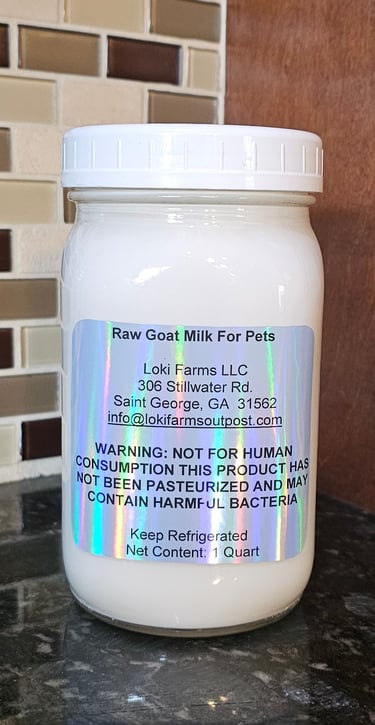 Raw Goat Milk For Pets
Loki Farms LLC
306 Stillwater Rd.
Saint George, GA 31562
info@lokifarmsoutpost.com
WARNING: NOT FOR HUMAN
CONSUMPTION THIS PRODUCT HAS
NOT BEEN PASTEURIZED AND MAY
CONTAIN HARMFUL BACTERIA
Keep Refrigerated
Net Content: 1 Quart